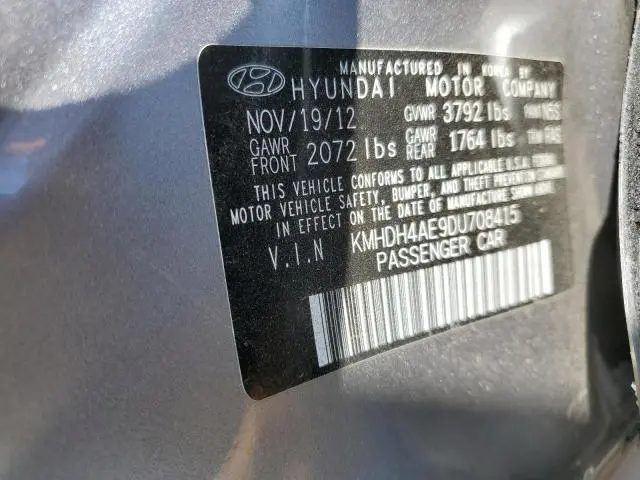 MANUFACTURED IN KOREA BY
HYUNDAI MOTOR COMPANY
NOV/19/12 GVWR 3792 lbs
GAWR FRONT 2072 lbs GAWR REAR 1764 lbs
THIS VEHICLE CONFORMS TO ALL APPLICABLE U.S.A. FEDERAL
MOTOR VEHICLE SAFETY, BUMPER, AND THEFT PREVENTION STANDARDS
IN EFFECT ON THE DATE OF MANUFACTURE SHOWN ABOVE.
V.I.N KMHDH4AE9DU708415
PASSENGER CAR